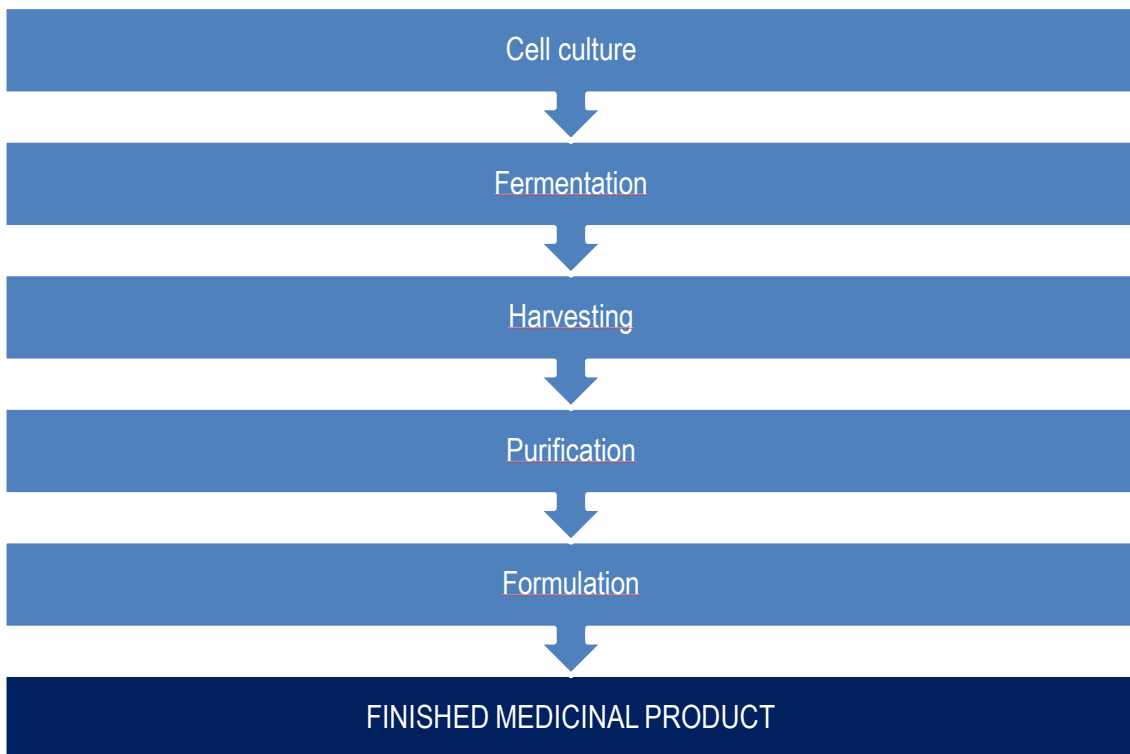 Cell culture
Fermentation
Harvesting
Purification
Formulation
FINISHED MEDICINAL PRODUCT